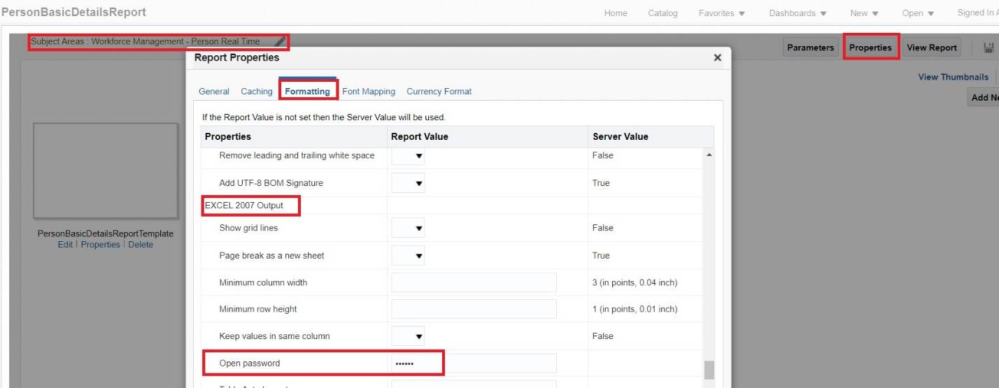 PersonBasicDetailsReport
Home Catalog Favorites Dashboards New Open Signed In A
Subject Areas : Workforce Management - Person Real Time
Parameters Properties View Report
Report Properties
View Thumbnails
General Caching Formatting Font Mapping Currency Format
Add Ne
If the Report Value is not set then the Server Value will be used.
Properties Report Value Server Value
Remove leading and trailing white space False
Add UTF-8 BOM Signature True
EXCEL 2007 Output
Show grid lines False
PersonBasicDetailsReportTemplate
Edit | Properties | Delete
Page break as a new sheet True
Minimum column width 3 (in points, 0.04 inch)
Minimum row height 1 (in points, 0.01 inch)
Keep values in same column False
Open password ••••••